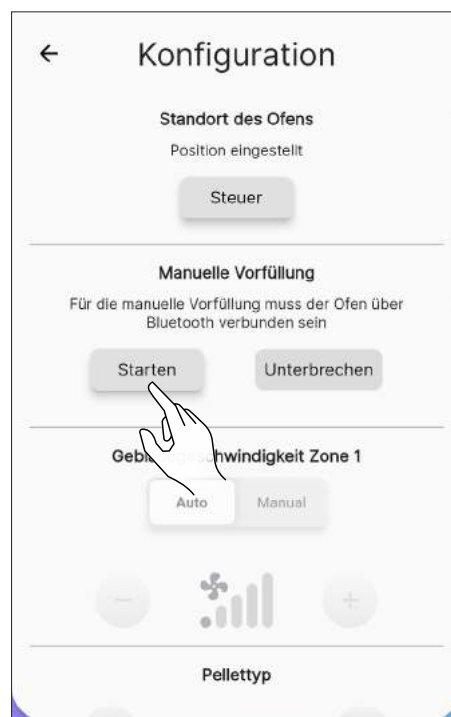 Konfiguration
Standort des Ofens
Position eingestellt
Steuer
Manuelle Vorfüllung
Für die manuelle Vorfüllung muss der Ofen über
Bluetooth verbunden sein
Starten Unterbrechen
Zone 1
Auto Manual
Pellettyp